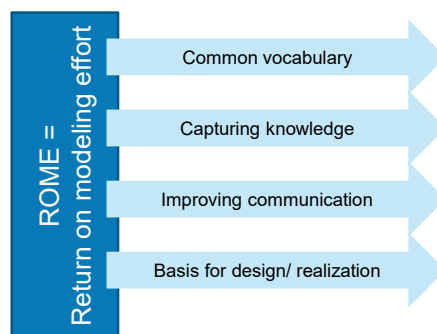 ROME =
Return on modeling effort
Common vocabulary
Capturing knowledge
Improving communication
Basis for design/ realization